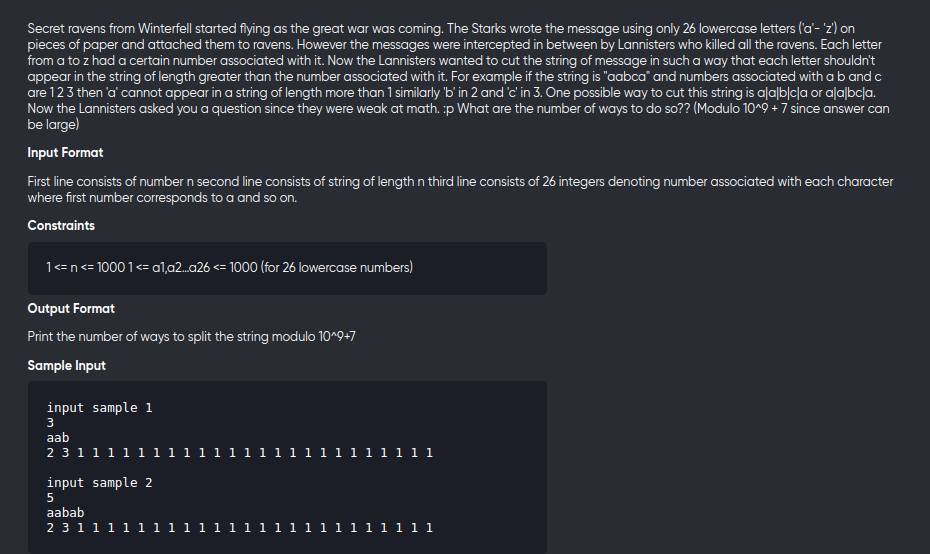 Secret ravens from Winterfell started flying as the great war was coming. The Starks wrote the message using only 26 lowercase letters ('a'- 'z') on
pieces of paper and attached them to ravens. However the messages were intercepted in between by Lannisters who killed all the ravens. Each letter
from a to z had a certain number associated with it. Now the Lannisters wanted to cut the string of message in such a way that each letter shouldn't
appear in the string of length greater than the number associated with it. For example if the string is "aabca" and numbers associated with a b and c
are 1 2 3 then 'a' cannot appear in a string of length more than 1 similarly 'b' in 2 and 'c' in 3. One possible way to cut this string is a|a|b|c|a or a|a|bc|a.
Now the Lannisters asked you a question since they were weak at math. :p What are the number of ways to do so?? (Modulo 10^9 + 7 since answer can
be large)
Input Format
First line consists of number n second line consists of string of length n third line consists of 26 integers denoting number associated with each character
where first number corresponds to a and so on.
Constraints
1 <= n <= 1000 1 <= a1,a2...a26 <= 1000 (for 26 lowercase numbers)
Output Format
Print the number of ways to split the string modulo 10^9+7
Sample Input
input sample 1
3
aab
2 3 1 1 1 1 1 1 1 1 1 1 1 1 1 1 1 1 1 1 1 1 1 1 1 1
input sample 2
5
aabab
2 3 1 1 1 1 1 1 1 1 1 1 1 1 1 1 1 1 1 1 1 1 1 1 1 1